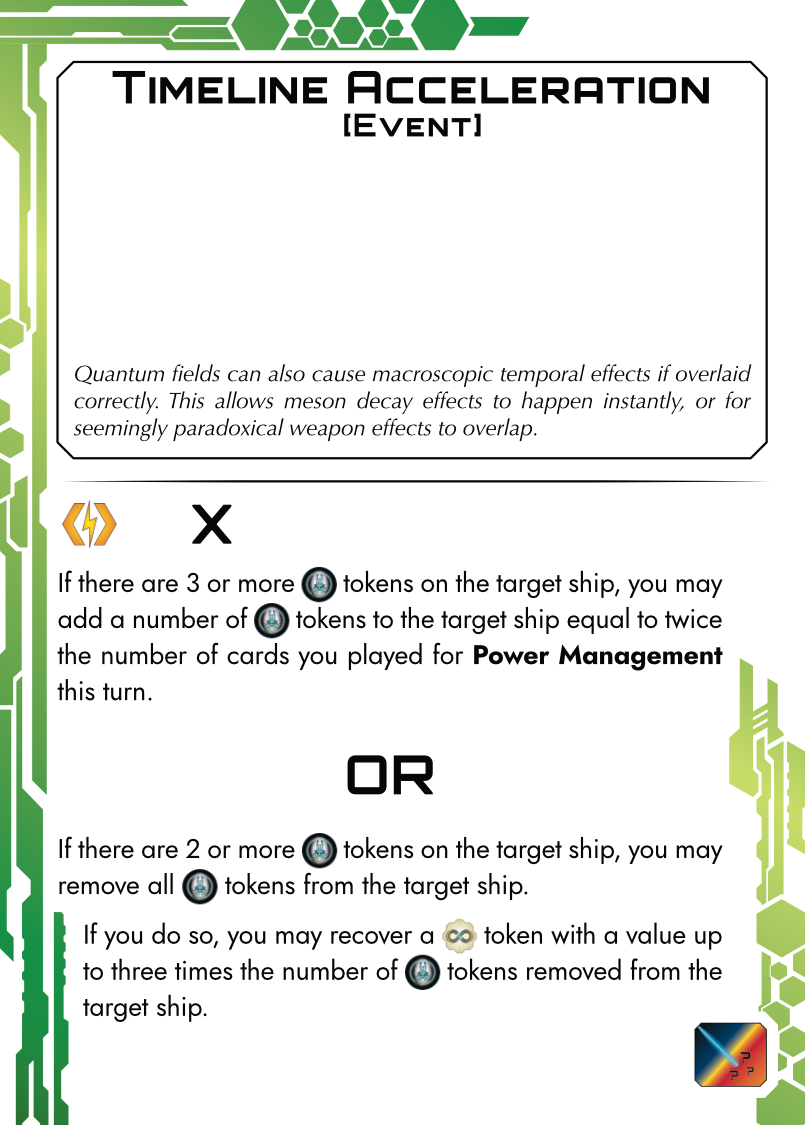 Timeline Acceleration
[Event]
Quantum fields can also cause macroscopic temporal effects if overlaid
correctly. This allows meson decay effects to happen instantly, or for
seemingly paradoxical weapon effects to overlap.
X
If there are 3 or more tokens on the target ship, you may
add a number of tokens to the target ship equal to twice
the number of cards you played for Power Management
this turn.
OR
If there are 2 or more tokens on the target ship, you may
remove all tokens from the target ship.
If you do so, you may recover a token with a value up
to three times the number of tokens removed from the
target ship.
? ? ?